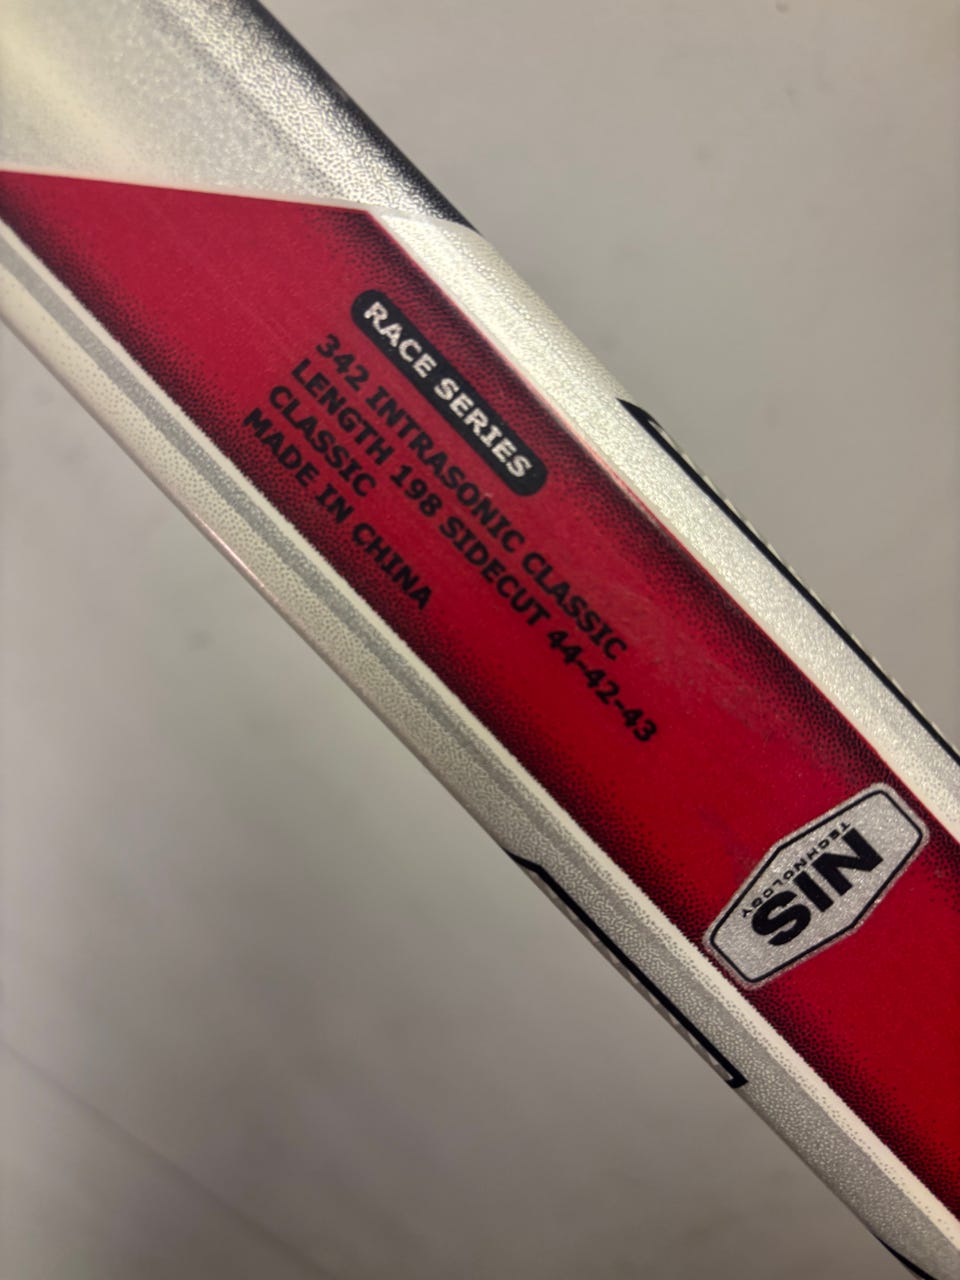 RACE SERIES
342 INTRASONIC CLASSIC
LENGTH 198 SIDECUT 44-42-43
CLASSIC
MADE IN CHINA
NIS
TECHNOLOGY